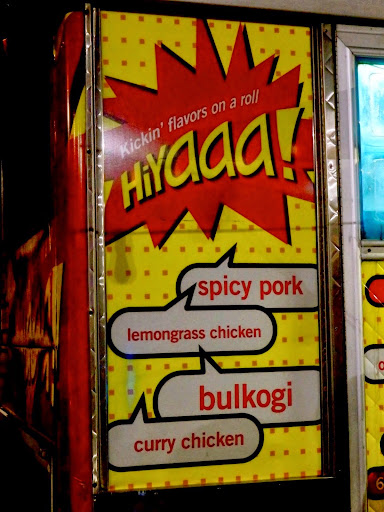 Kickin' flavors on a roll
HiYaaa!
spicy pork
lemongrass chicken
bulkogi
curry chicken